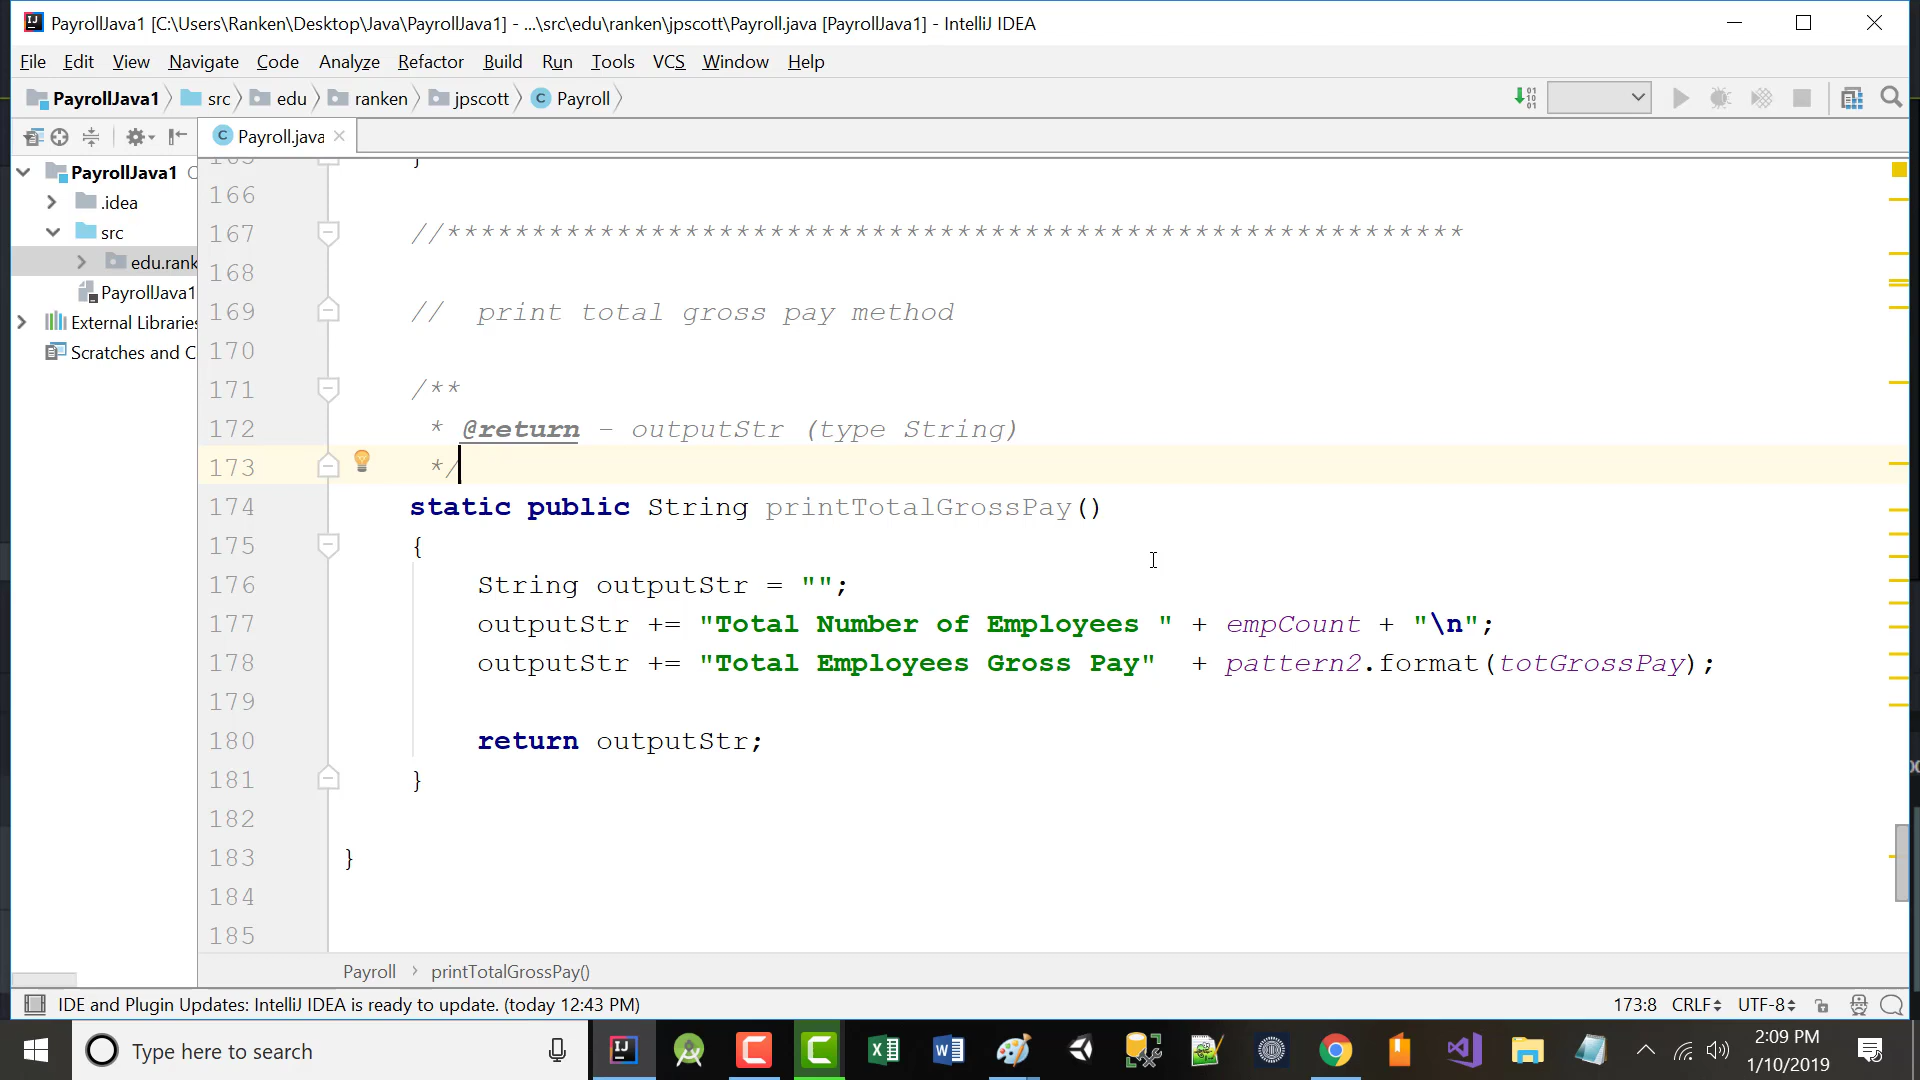 PayrollJava1 [C:\Users\Ranken\Desktop\Java\PayrollJava1] - ...\src\edu\ranken\jpscott\Payroll.java [PayrollJava1] - IntelliJ IDEA
File Edit View Navigate Code Analyze Refactor Build Run Tools VCS Window Help
PayrollJava1 src edu ranken jpscott Payroll
Payroll.java
PayrollJava1
.idea
src
edu.rank
PayrollJava1
External Libraries
Scratches and C
166
167 //************************************************************
168
169 //  print total gross pay method
170
171 /**
172  * @return - outputStr (type String)
173  */
174 static public String printTotalGrossPay()
175 {
176     String outputStr = "";
177     outputStr += "Total Number of Employees " + empCount + "\n";
178     outputStr += "Total Employees Gross Pay"  + pattern2.format(totGrossPay);
179
180     return outputStr;
181 }
182
183 }
184
185
Payroll › printTotalGrossPay()
IDE and Plugin Updates: IntelliJ IDEA is ready to update. (today 12:43 PM) 173:8 CRLF UTF-8
Type here to search
2:09 PM
1/10/2019